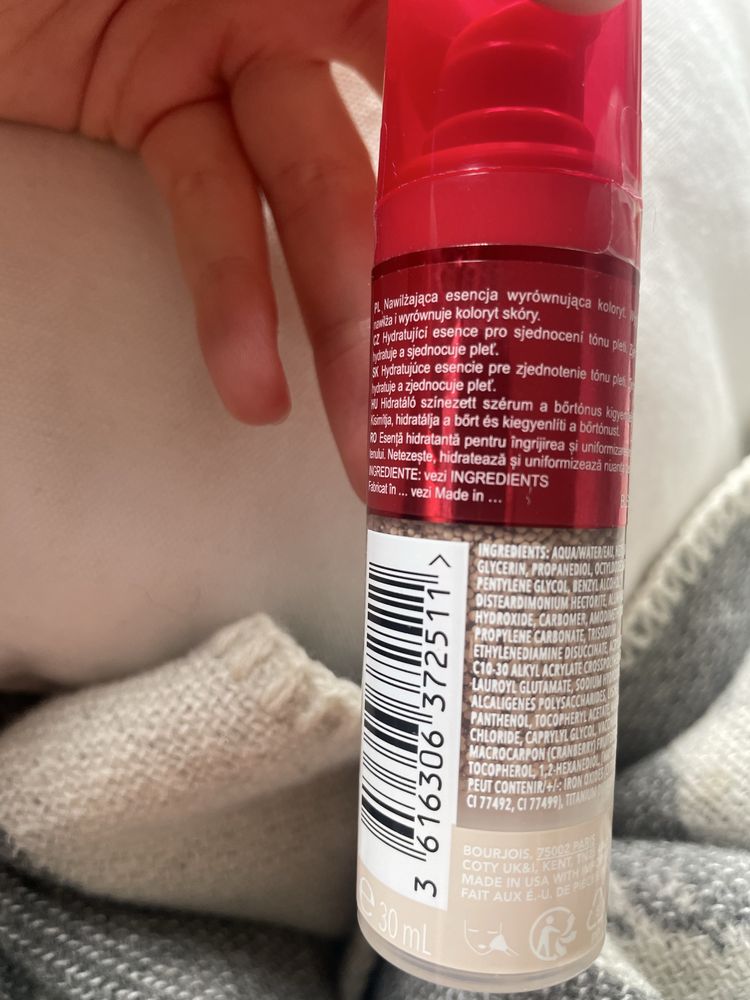 PL Nawilżająca esencja wyrównująca koloryt.
nawilża i wyrównuje koloryt skóry.
CZ Hydratující esence pro sjednocení tónu pleti.
hydratuje a sjednocuje pleť.
SK Hydratujúce esencie pre zjednotenie tónu pleti.
hydratuje a zjednocuje pleť.
HU Hidratáló színezett szérum a bőrtónus
Kisimítja, hidratálja a bőrt és kiegyenlíti a bőrtónust.
RO Esență hidratantă pentru îngrijirea și
tenului. Netezește, hidratează și uniformizează
INGREDIENTE: vezi INGREDIENTS
Fabricat în ... vezi Made in ...
INGREDIENTS: AQUA/WATER/EAU,
GLYCERIN, PROPANEDIOL,
PENTYLENE GLYCOL, BENZYL
DISTEARDIMONIUM HECTORITE,
HYDROXIDE, CARBOMER,
PROPYLENE CARBONATE, TRISODIUM
ETHYLENEDIAMINE DISUCCINATE,
C10-30 ALKYL ACRYLATE
LAUROYL GLUTAMATE, SODIUM
ALCALIGENES POLYSACCHARIDES,
PANTHENOL, TOCOPHERYL ACETATE,
CHLORIDE, CAPRYLYL GLYCOL,
MACROCARPON (CRANBERRY)
TOCOPHEROL, 1,2-HEXANEDIOL,
PEUT CONTENIR/+/-: IRON OXIDES
CI 77492, CI 77499), TITANIUM
3 616306 372511 >
BOURJOIS, 75002 PARIS
COTY UK&I, KENT,
MADE IN USA WITH
FAIT AUX É.-U. DE
e 30 mL